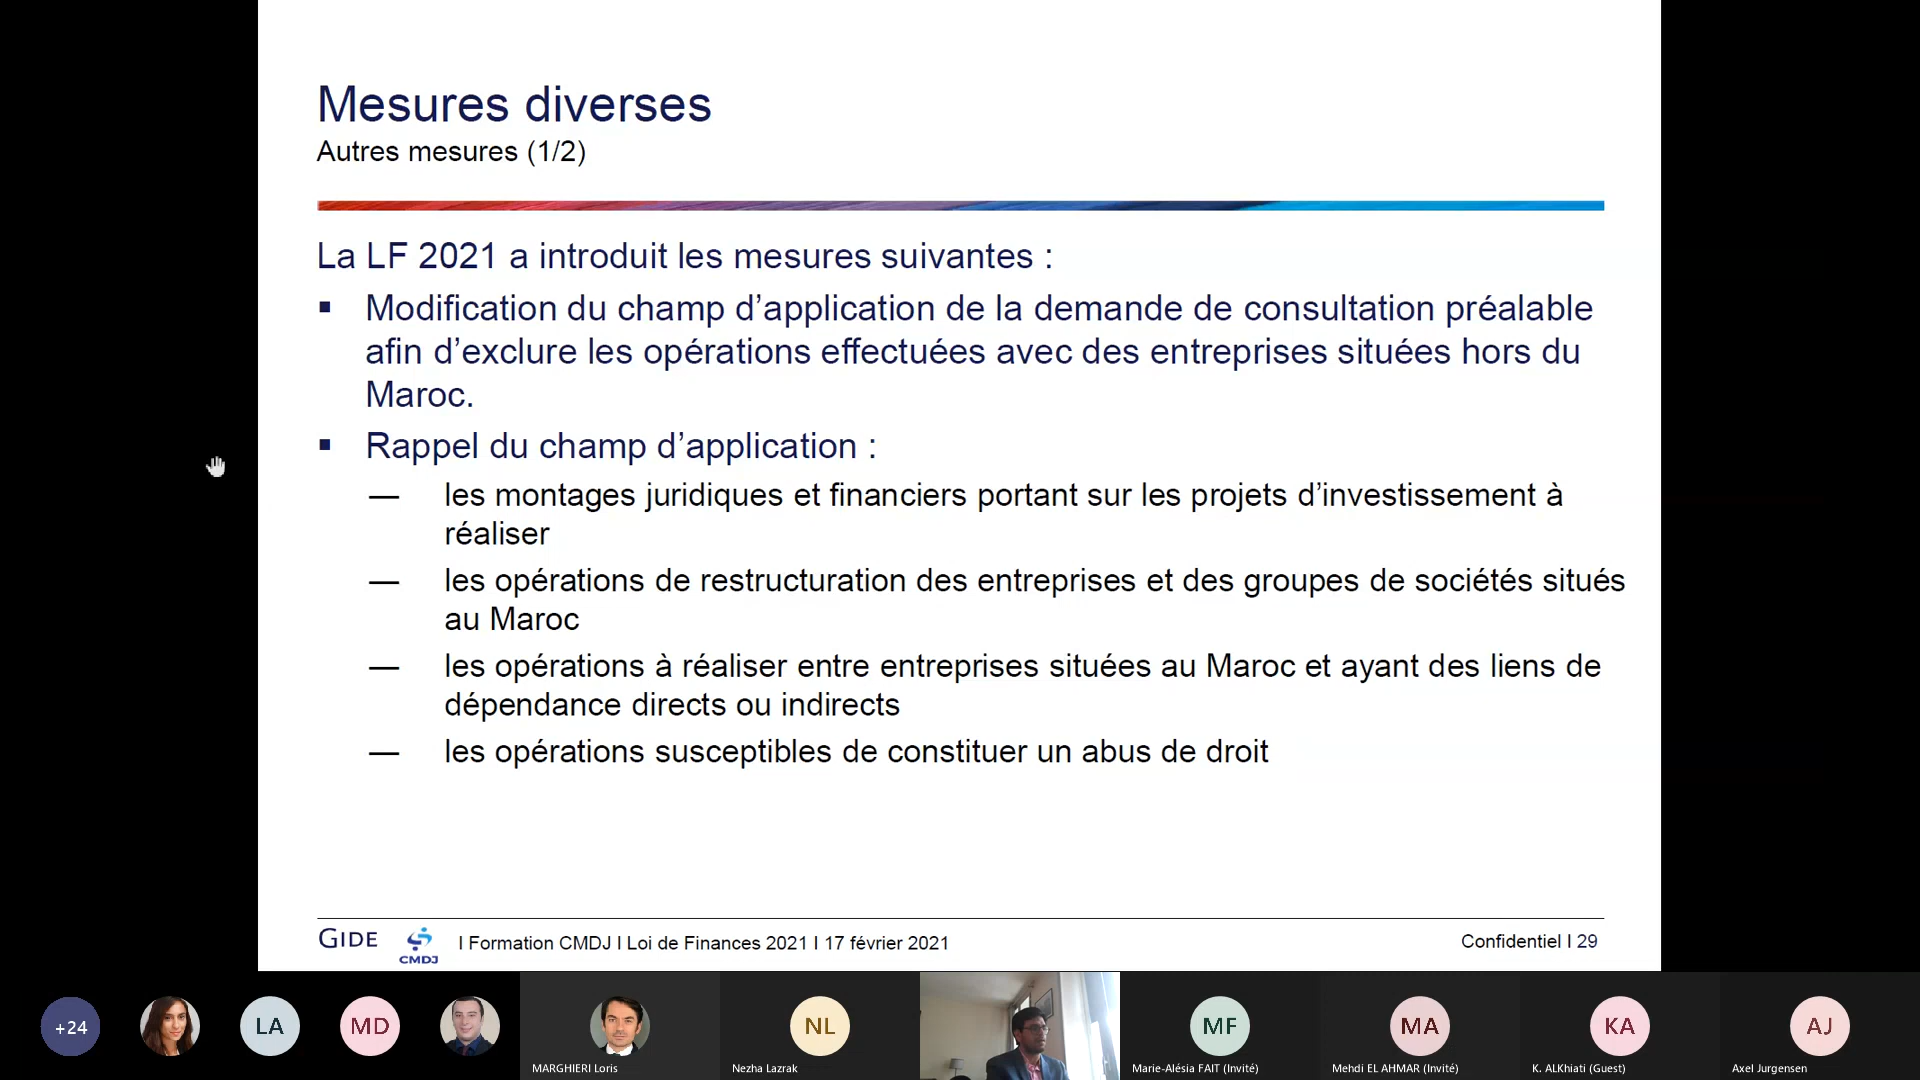 Mesures diverses
Autres mesures (1/2)
La LF 2021 a introduit les mesures suivantes :
▪ Modification du champ d’application de la demande de consultation préalable
afin d’exclure les opérations effectuées avec des entreprises situées hors du
Maroc.
▪ Rappel du champ d’application :
— les montages juridiques et financiers portant sur les projets d’investissement à
réaliser
— les opérations de restructuration des entreprises et des groupes de sociétés situés
au Maroc
— les opérations à réaliser entre entreprises situées au Maroc et ayant des liens de
dépendance directs ou indirects
— les opérations susceptibles de constituer un abus de droit
GIDE CMDJ I Formation CMDJ I Loi de Finances 2021 I 17 février 2021
Confidentiel I 29
+24 LA MD NL MF MA KA AJ
MARGHIERI Loris Nezha Lazrak Marie-Alésia FAIT (Invité) Mehdi EL AHMAR (Invité) K. ALKhiati (Guest) Axel Jurgensen